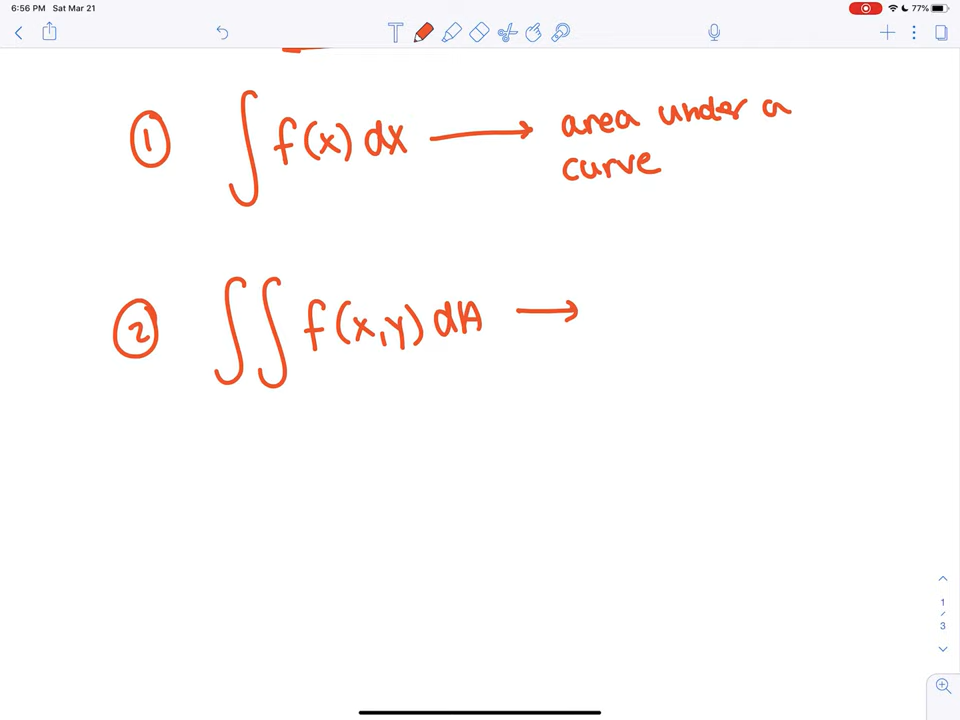 6:56 PM Sat Mar 21
77%
① ∫ f(x) dx → area under a
curve
② ∫∫ f(x,y) dA →
1
/
3